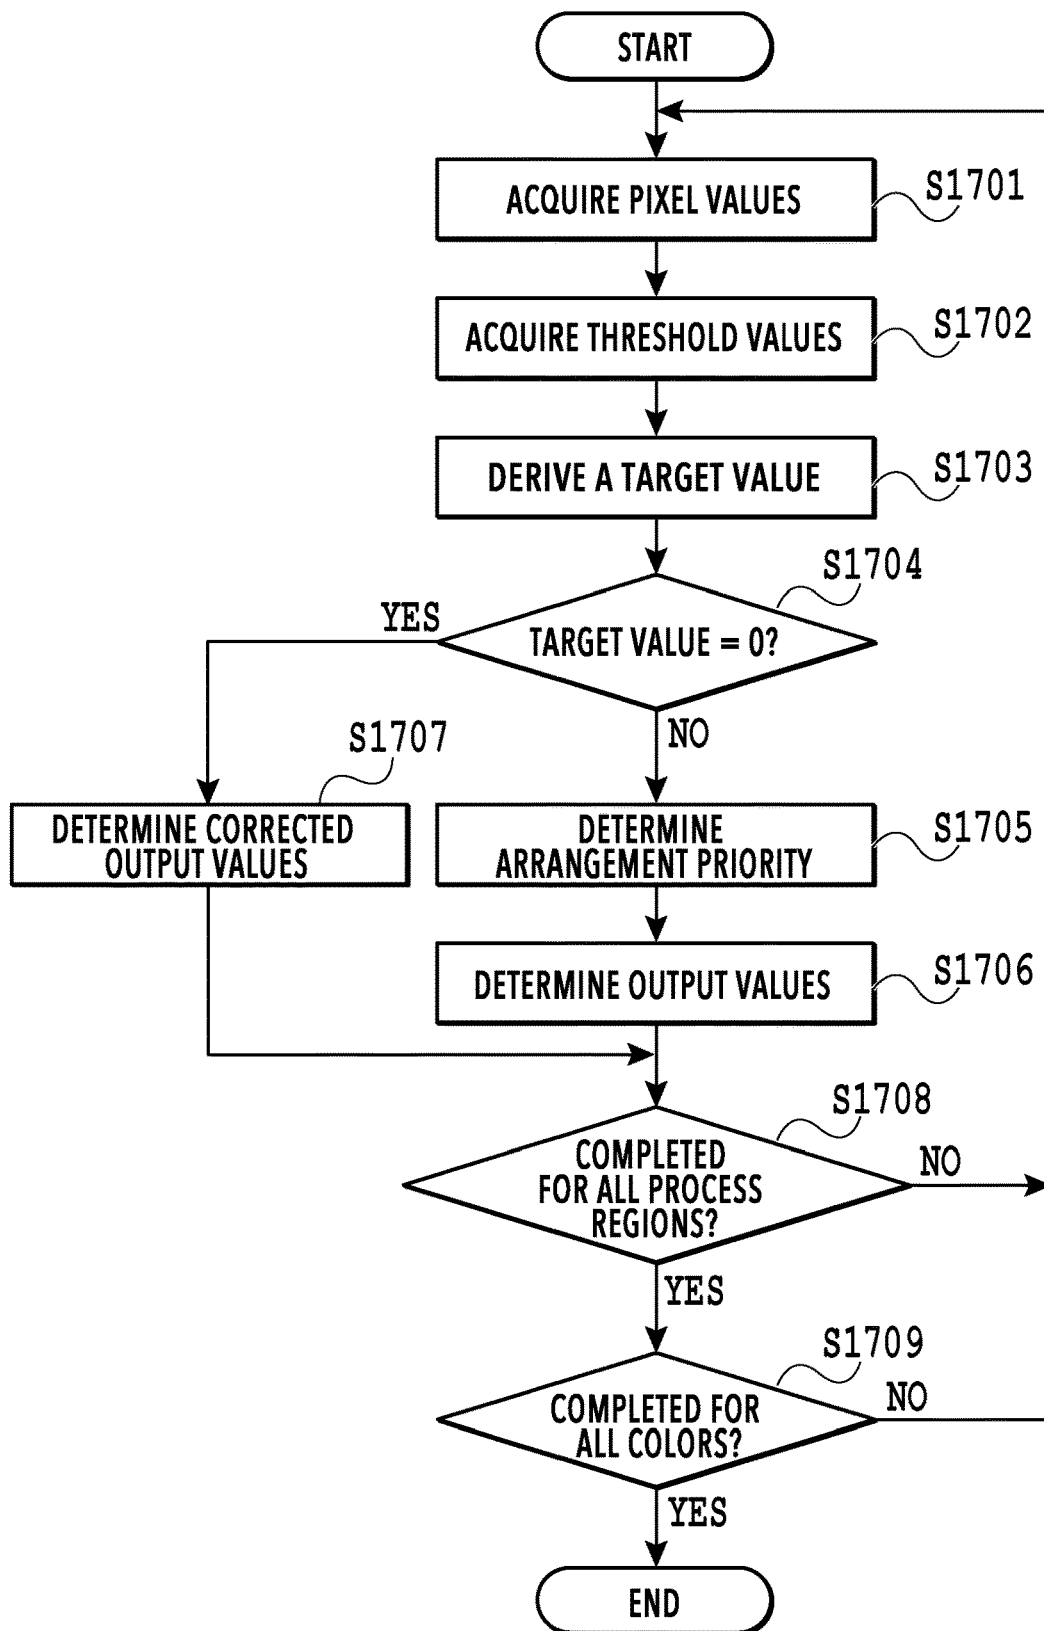 START
ACQUIRE PIXEL VALUES
S1701
ACQUIRE THRESHOLD VALUES
S1702
DERIVE A TARGET VALUE
S1703
S1704
YES
TARGET VALUE = 0?
NO
S1707
DETERMINE CORRECTED
OUTPUT VALUES
DETERMINE
ARRANGEMENT PRIORITY
S1705
DETERMINE OUTPUT VALUES
S1706
S1708
COMPLETED
FOR ALL PROCESS
REGIONS?
NO
YES
S1709
COMPLETED FOR
ALL COLORS?
NO
YES
END